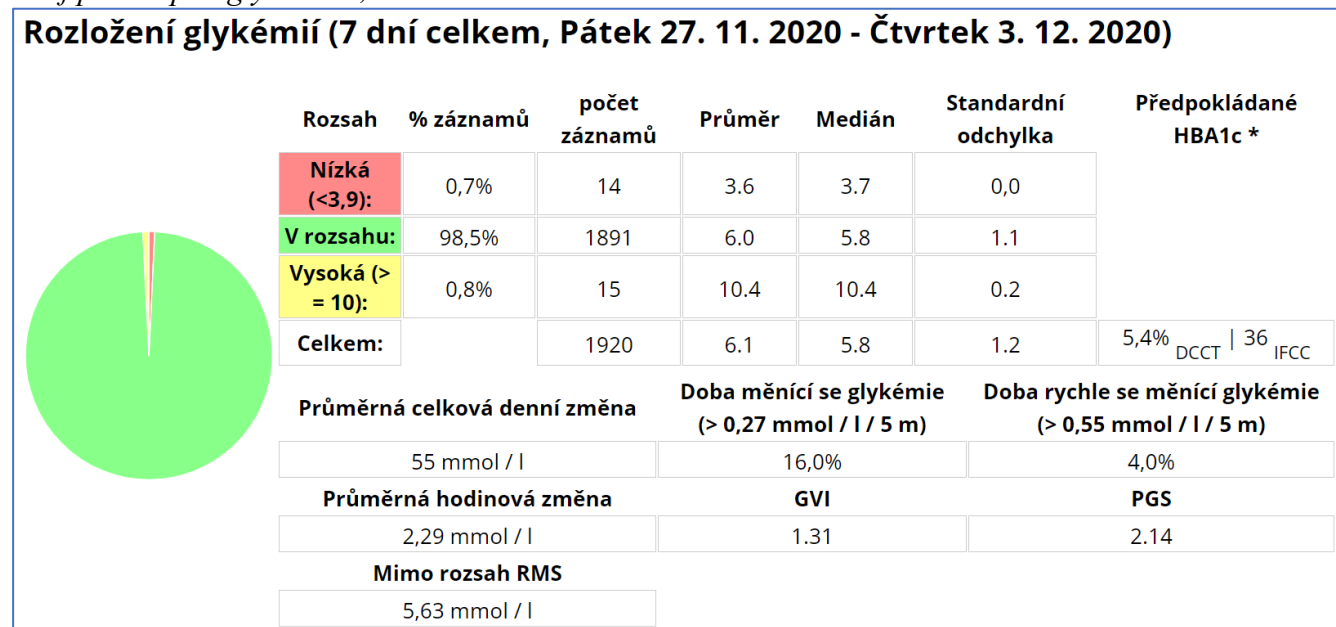 Rozložení glykémií (7 dní celkem, Pátek 27. 11. 2020 - Čtvrtek 3. 12. 2020)
Rozsah % záznamů počet záznamů Průměr Medián Standardní odchylka Předpokládané HBA1c *
Nízká (<3,9): 0,7% 14 3.6 3.7 0,0
V rozsahu: 98,5% 1891 6.0 5.8 1.1
Vysoká (> = 10): 0,8% 15 10.4 10.4 0.2
Celkem: 1920 6.1 5.8 1.2 5,4% DCCT | 36 IFCC
Průměrná celková denní změna Doba měnící se glykémie (> 0,27 mmol / l / 5 m) Doba rychle se měnící glykémie (> 0,55 mmol / l / 5 m)
55 mmol / l 16,0% 4,0%
Průměrná hodinová změna GVI PGS
2,29 mmol / l 1.31 2.14
Mimo rozsah RMS
5,63 mmol / l